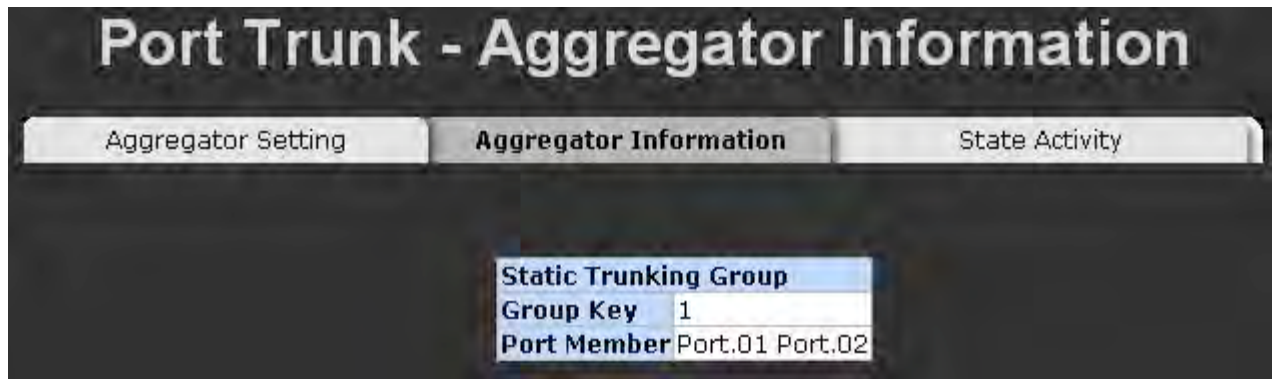 Port Trunk - Aggregator Information
Aggregator Setting Aggregator Information State Activity
Static Trunking Group
Group Key 1
Port Member Port.01 Port.02